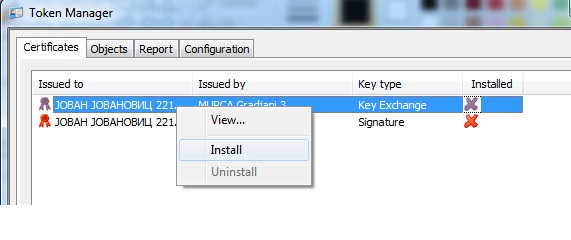 Token Manager
Certificates Objects Report Configuration
Issued to Issued by Key type Installed
ЈОВАН ЈОВАНОВИЦ 221. MUPCA Gradjani 3 Key Exchange
ЈОВАН ЈОВАНОВИЦ 221. Signature
View...
Install
Uninstall